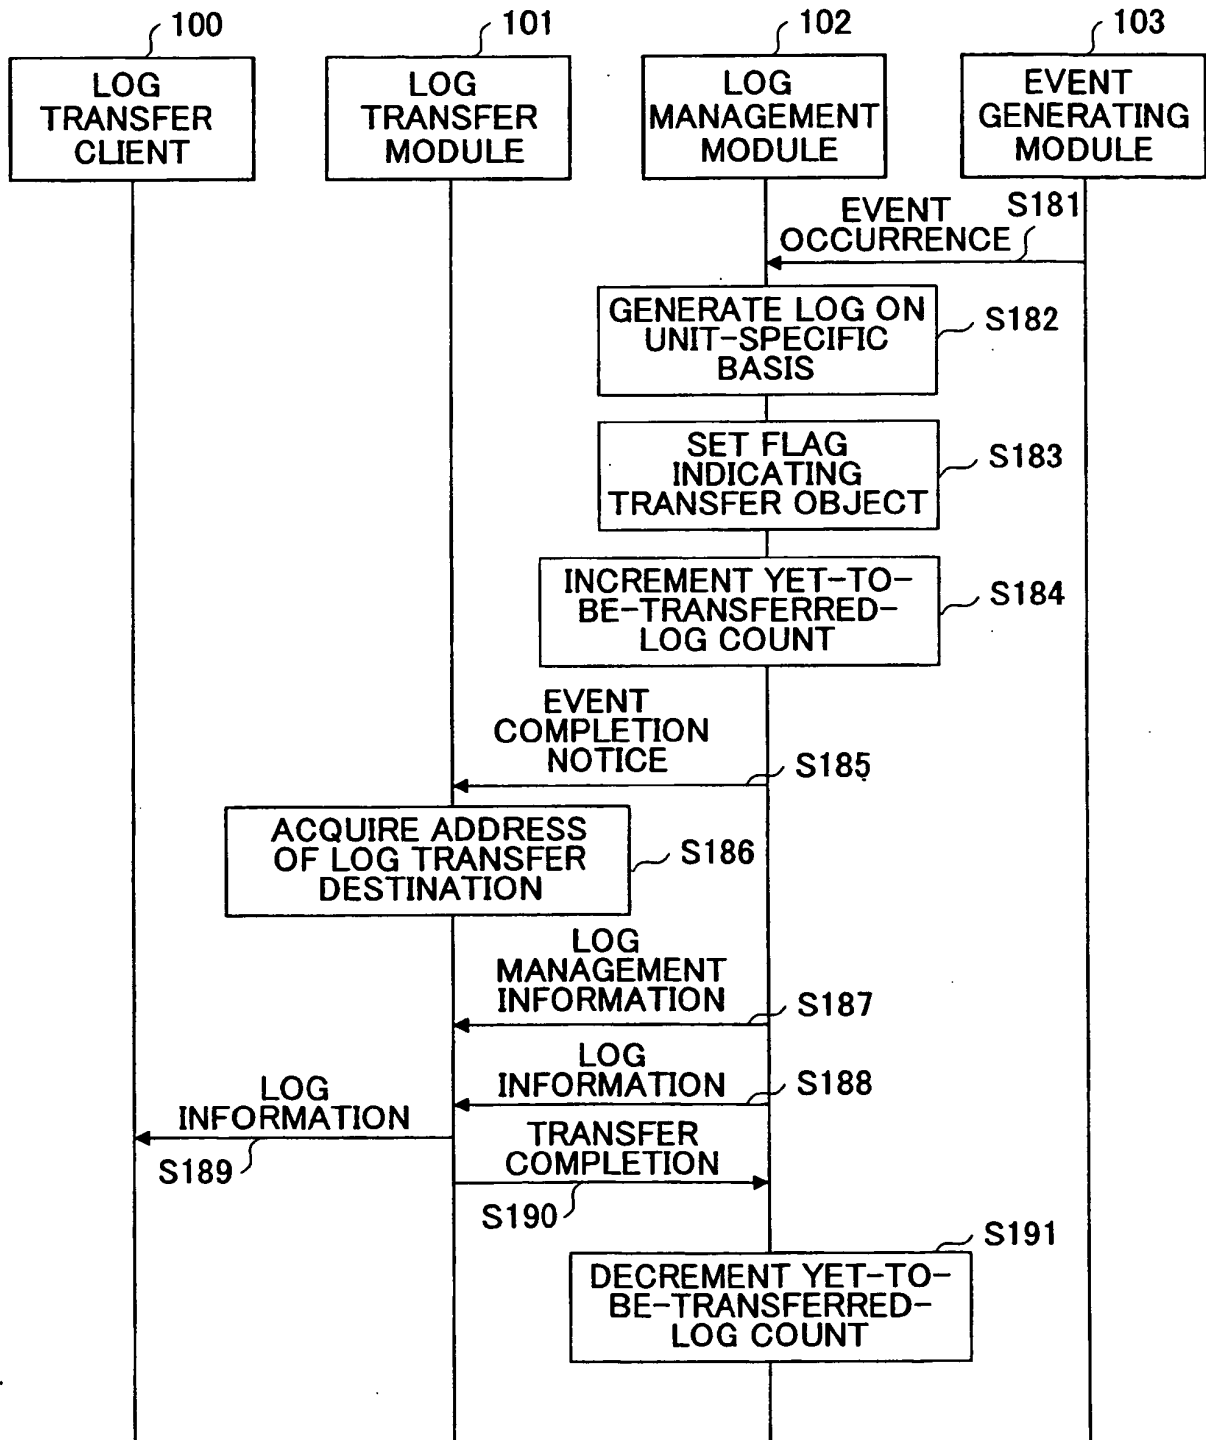 100
101
102
103
LOG
TRANSFER
CLIENT
LOG
TRANSFER
MODULE
LOG
MANAGEMENT
MODULE
EVENT
GENERATING
MODULE
EVENT
OCCURRENCE
S181
GENERATE LOG ON
UNIT-SPECIFIC
BASIS
S182
SET FLAG
INDICATING
TRANSFER OBJECT
S183
INCREMENT YET-TO-
BE-TRANSFERRED-
LOG COUNT
S184
EVENT
COMPLETION
NOTICE
S185
ACQUIRE ADDRESS
OF LOG TRANSFER
DESTINATION
S186
LOG
MANAGEMENT
INFORMATION
S187
LOG
INFORMATION
S188
LOG
INFORMATION
S189
TRANSFER
COMPLETION
S190
S191
DECREMENT YET-TO-
BE-TRANSFERRED-
LOG COUNT